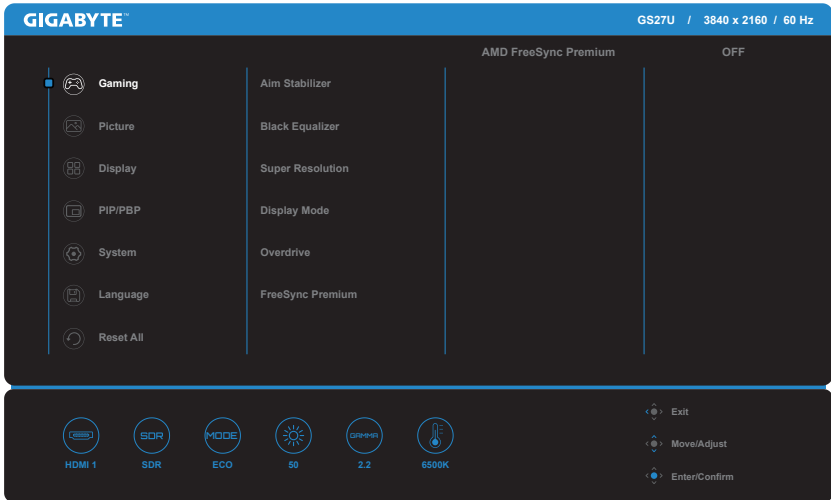 GIGABYTE™
GS27U / 3840 x 2160 / 60 Hz
AMD FreeSync Premium OFF
Gaming
Picture
Display
PIP/PBP
System
Language
Reset All
Aim Stabilizer
Black Equalizer
Super Resolution
Display Mode
Overdrive
FreeSync Premium
SDR
MODE
GAMMA
HDMI 1
SDR
ECO
50
2.2
6500K
Exit
Move/Adjust
Enter/Confirm